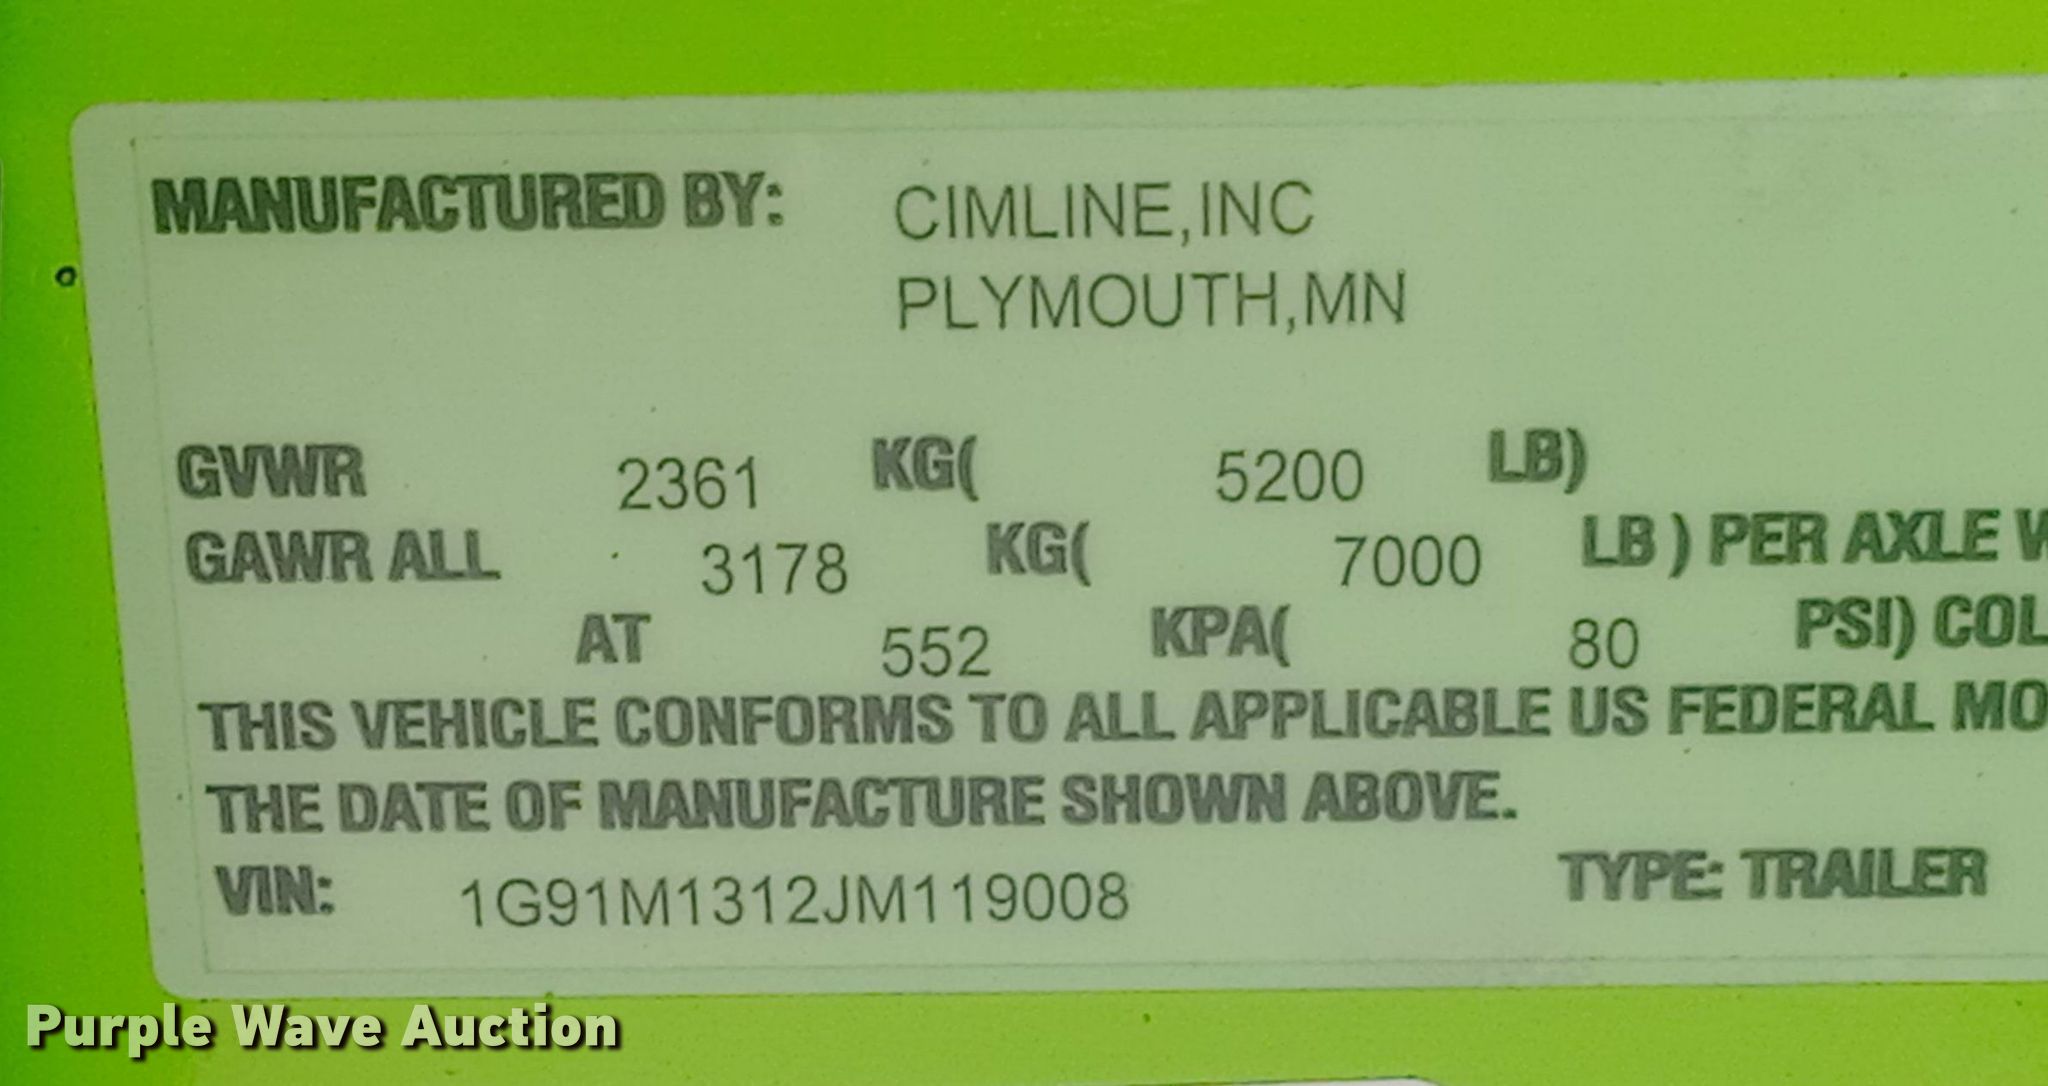 MANUFACTURED BY: CIMLINE,INC
PLYMOUTH,MN
GVWR 2361 KG( 5200 LB)
GAWR ALL 3178 KG( 7000 LB ) PER AXLE W
AT 552 KPA( 80 PSI) COL
THIS VEHICLE CONFORMS TO ALL APPLICABLE US FEDERAL MO
THE DATE OF MANUFACTURE SHOWN ABOVE.
VIN: 1G91M1312JM119008 TYPE: TRAILER
Purple Wave Auction